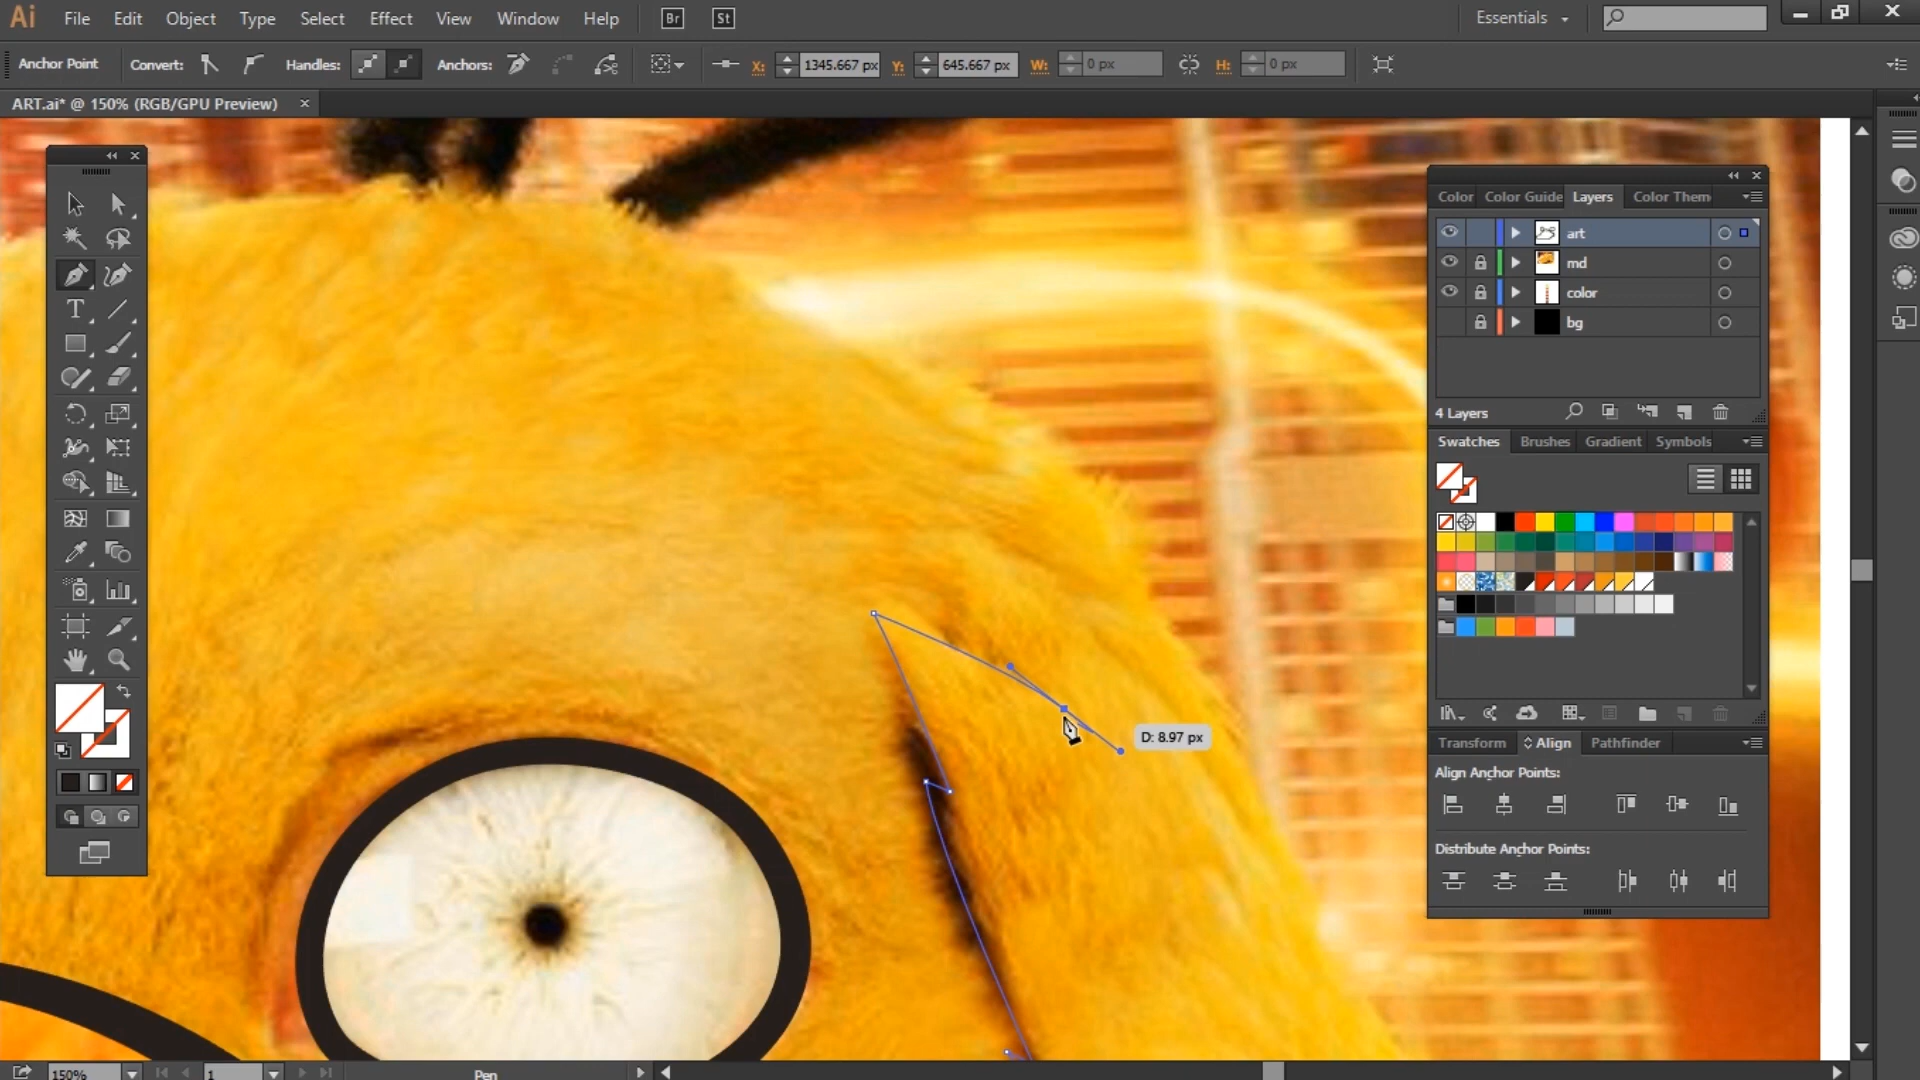 Ai File Edit Object Type Select Effect View Window Help Br St Essentials
Anchor Point Convert: Handles: Anchors: X: 1345.667 px Y: 645.667 px W: 0 px H: 0 px
ART.ai* @ 150% (RGB/GPU Preview) ×
Color Color Guide Layers Color Them
art
md
color
bg
4 Layers
Swatches Brushes Gradient Symbols
D: 8.97 px
Transform Align Pathfinder
Align Anchor Points:
Distribute Anchor Points:
150% 1 Pen